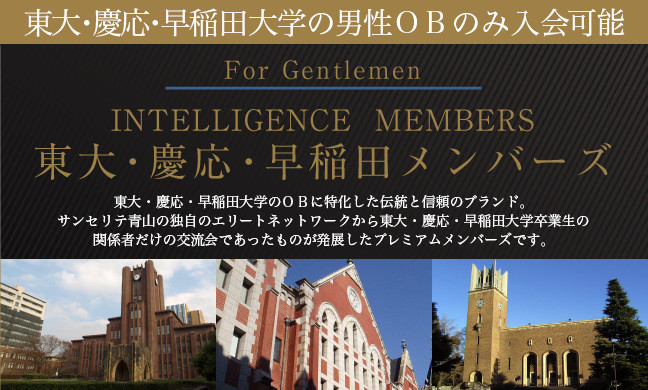 東大・慶応・早稲田大学の男性ＯＢのみ入会可能
For Gentlemen
INTELLIGENCE MEMBERS
東大・慶応・早稲田メンバーズ
東大・慶応・早稲田大学のＯＢに特化した伝統と信頼のブランド。
サンセリテ青山の独自のエリートネットワークから東大・慶応・早稲田大学卒業生の
関係者だけの交流会であったものが発展したプレミアムメンバーズです。